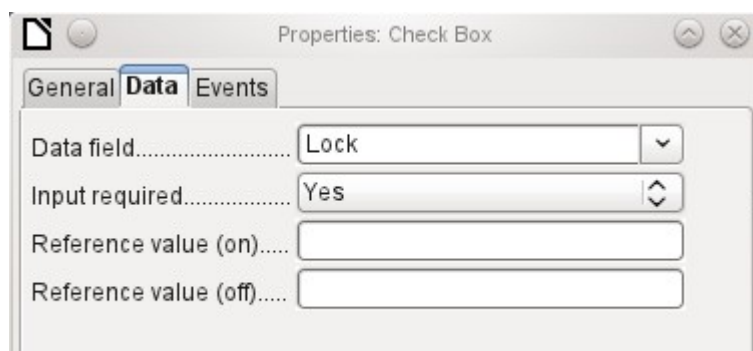 Properties: Check Box
General Data Events
Data field.......................... Lock
Input required.................. Yes
Reference value (on).....
Reference value (off).....